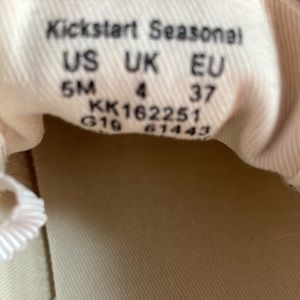 Kickstart Seasonal
US UK EU
5M 4 37
KK162251
G19 61443